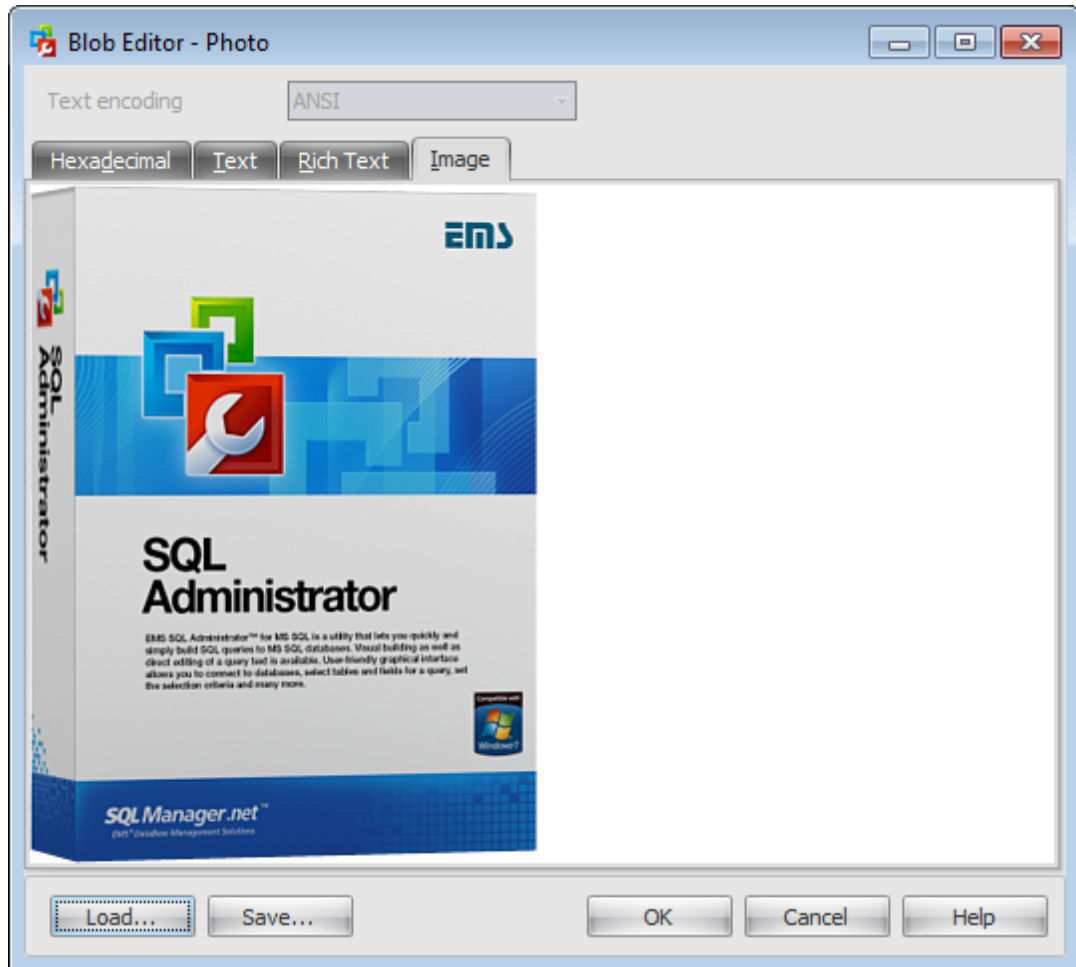 Blob Editor - Photo
Text encoding
ANSI
Hexadecimal
Text
Rich Text
Image
EMS
SQL Administrator
SQL
Administrator
EMS SQL Administrator™ for MS SQL is a utility that lets you quickly and
simply build SQL queries to MS SQL databases. Visual building as well as
direct editing of a query text is available. User-friendly graphical interface
allows you to connect to databases, select tables and fields for a query, set
the selection criteria and many more.
Compatible with
Windows 7
SQLManager.net™
EMS® Database Management Solutions
Load...
Save...
OK
Cancel
Help